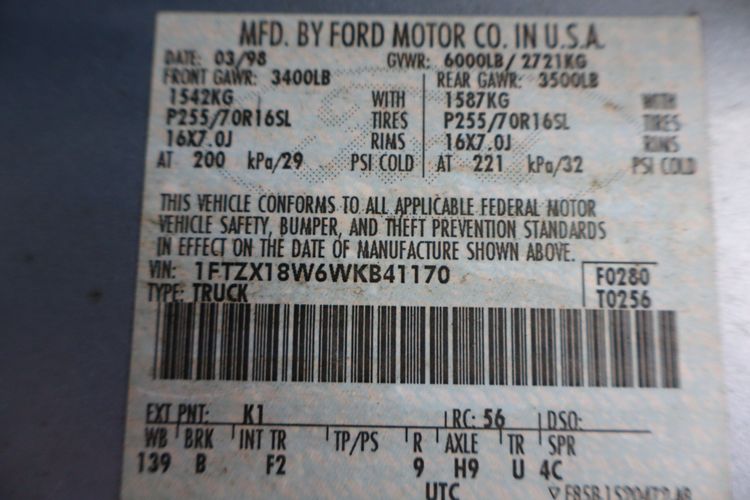 MFD. BY FORD MOTOR CO. IN U.S.A.
DATE: 03/98 GVWR: 6000LB/ 2721KG
FRONT GAWR: 3400LB REAR GAWR: 3500LB
1542KG WITH 1587KG WITH
P255/70R16SL TIRES P255/70R16SL TIRES
16X7.0J RIMS 16X7.0J RIMS
AT 200 kPa/29 PSI COLD AT 221 kPa/32 PSI COLD
THIS VEHICLE CONFORMS TO ALL APPLICABLE FEDERAL MOTOR
VEHICLE SAFETY, BUMPER, AND THEFT PREVENTION STANDARDS
IN EFFECT ON THE DATE OF MANUFACTURE SHOWN ABOVE.
VIN: 1FTZX18W6WKB41170 F0280
TYPE: TRUCK T0256
EXT PNT: K1 RC: 56 DSO:
WB BRK INT TR TP/PS R AXLE TR SPR
139 B F2 9 H9 U 4C
UTC